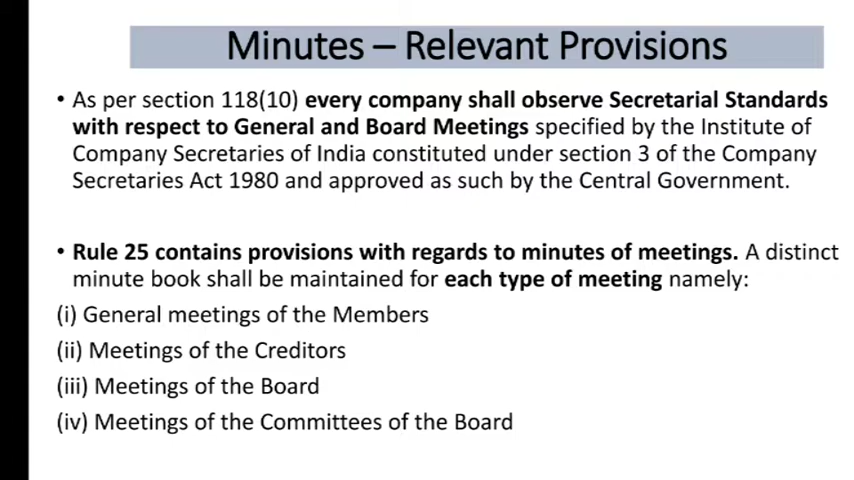 Minutes – Relevant Provisions
• As per section 118(10) every company shall observe Secretarial Standards
with respect to General and Board Meetings specified by the Institute of
Company Secretaries of India constituted under section 3 of the Company
Secretaries Act 1980 and approved as such by the Central Government.
• Rule 25 contains provisions with regards to minutes of meetings. A distinct
minute book shall be maintained for each type of meeting namely:
(i) General meetings of the Members
(ii) Meetings of the Creditors
(iii) Meetings of the Board
(iv) Meetings of the Committees of the Board